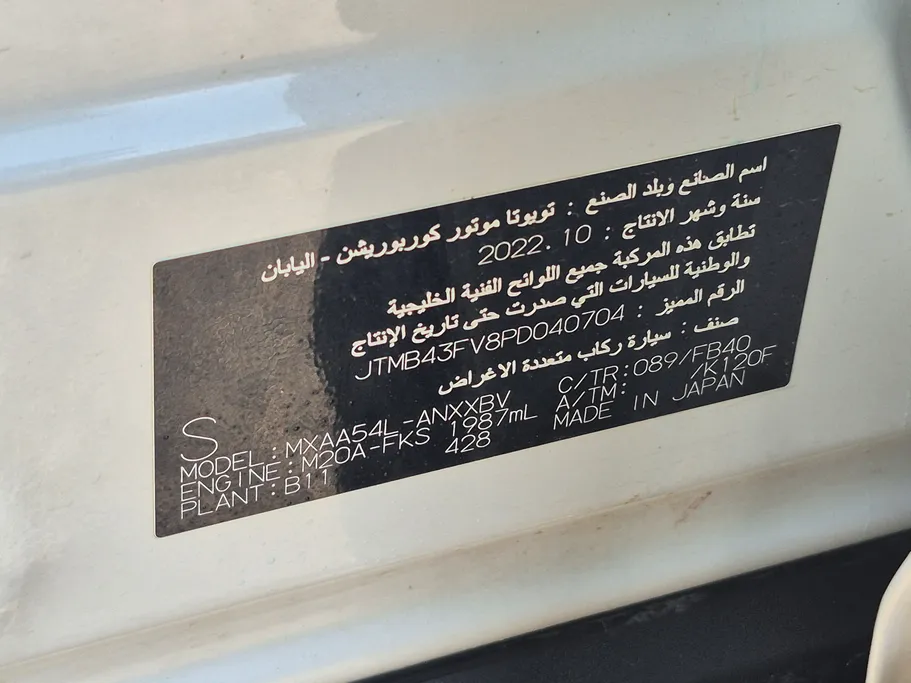 اسم الصانع وبلد الصنع : تويوتا موتور كوربوريشن - اليابان
سنة وشهر الانتاج : 2022.10
تطابق هذه المركبة جميع اللوائح الفنية الخليجية
والوطنية للسيارات التي صدرت حتى تاريخ الإنتاج
الرقم المميز : JTMB43FV8PD040704
صنف : سيارة ركاب متعددة الاغراض
S
MODEL : MXAA54L-ANXXBV C/TR:089/FB40
ENGINE : M20A-FKS 1987mL A/TM: /K120F
PLANT : B11 428 MADE IN JAPAN